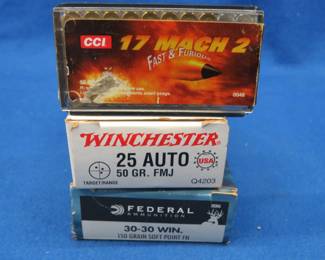 CCI
17 MACH 2
FAST & FURIOUS
0048
WINCHESTER
25 AUTO
50 GR. FMJ
USA
TARGET/RANGE
Q4203
FEDERAL
AMMUNITION
30-30 WIN.
150 GRAIN SOFT POINT FN